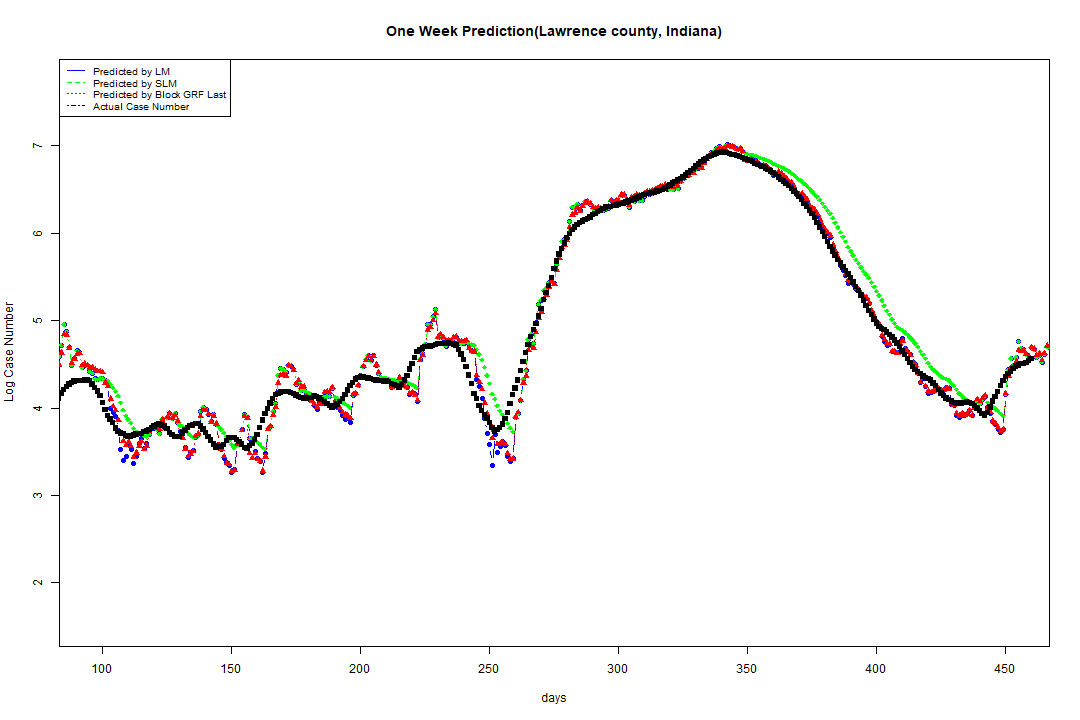 One Week Prediction(Lawrence county, Indiana)
Predicted by LM
Predicted by SLM
Predicted by Block GRF Last
Actual Case Number
7
6
5
4
3
2
Log Case Number
100 150 200 250 300 350 400 450
days